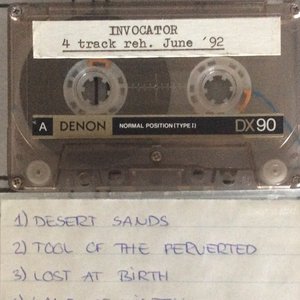 INVOCATOR
4 track reh. June '92
A DENON NORMAL POSITION (TYPE I) DX90
1) DESERT SANDS
2) TOOL OF THE PERVERTED
3) LOST AT BIRTH